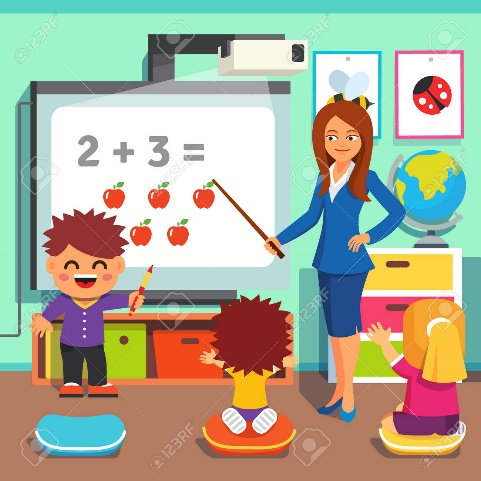 2 + 3 =
123RF